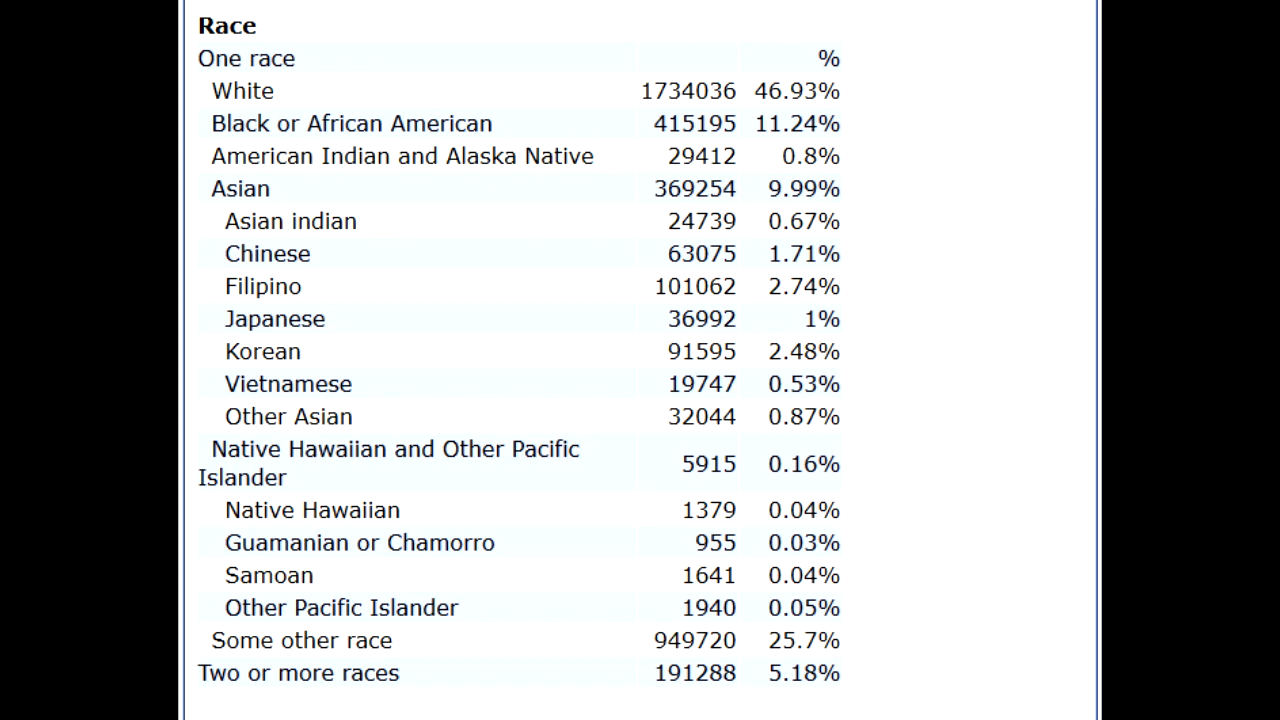 Race
One race %
White 1734036 46.93%
Black or African American 415195 11.24%
American Indian and Alaska Native 29412 0.8%
Asian 369254 9.99%
Asian indian 24739 0.67%
Chinese 63075 1.71%
Filipino 101062 2.74%
Japanese 36992 1%
Korean 91595 2.48%
Vietnamese 19747 0.53%
Other Asian 32044 0.87%
Native Hawaiian and Other Pacific
Islander 5915 0.16%
Native Hawaiian 1379 0.04%
Guamanian or Chamorro 955 0.03%
Samoan 1641 0.04%
Other Pacific Islander 1940 0.05%
Some other race 949720 25.7%
Two or more races 191288 5.18%